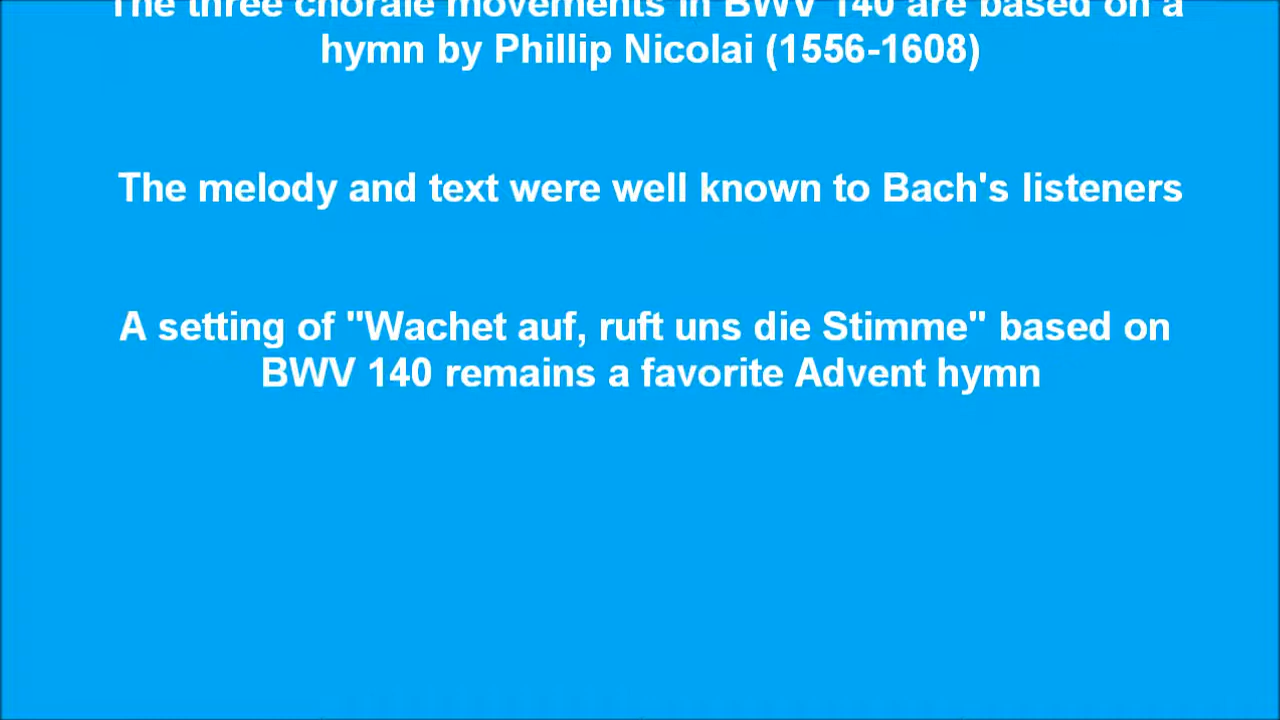 The three chorale movements in BWV 140 are based on a
hymn by Phillip Nicolai (1556-1608)
The melody and text were well known to Bach's listeners
A setting of "Wachet auf, ruft uns die Stimme" based on
BWV 140 remains a favorite Advent hymn